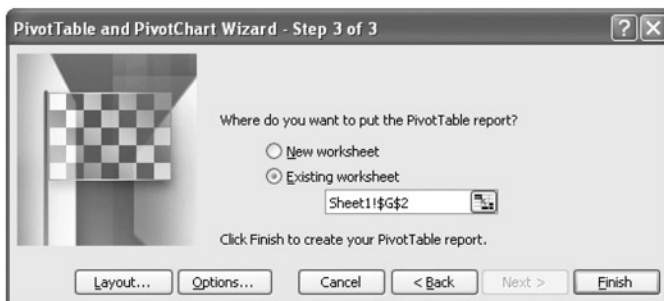 PivotTable and PivotChart Wizard - Step 3 of 3
Where do you want to put the PivotTable report?
New worksheet
Existing worksheet
Sheet1!$G$2
Click Finish to create your PivotTable report.
Layout... Options... Cancel < Back Next > Finish